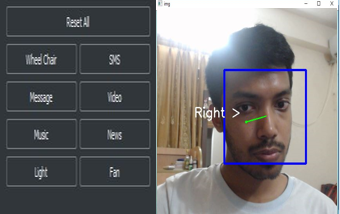 Reset All
Wheel Chair SMS
Message Video
Music News
Light Fan
img
Right >